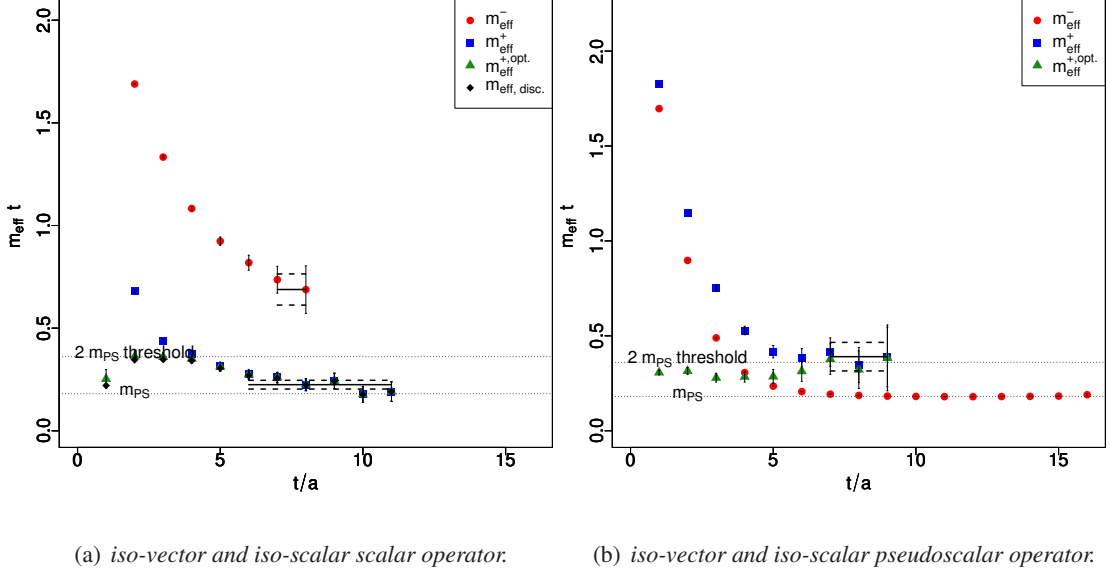 2.0
1.5
1.0
0.5
0.0
m_eff t
m⁻_eff
m⁺_eff
m^{+,opt.}_eff
m_{eff, disc.}
2 m_PS threshold
m_PS
0 5 10 15
t/a
(a) iso-vector and iso-scalar scalar operator.
2.0
1.5
1.0
0.5
0.0
m_eff t
m⁻_eff
m⁺_eff
m^{+,opt.}_eff
2 m_PS threshold
m_PS
0 5 10 15
t/a
(b) iso-vector and iso-scalar pseudoscalar operator.